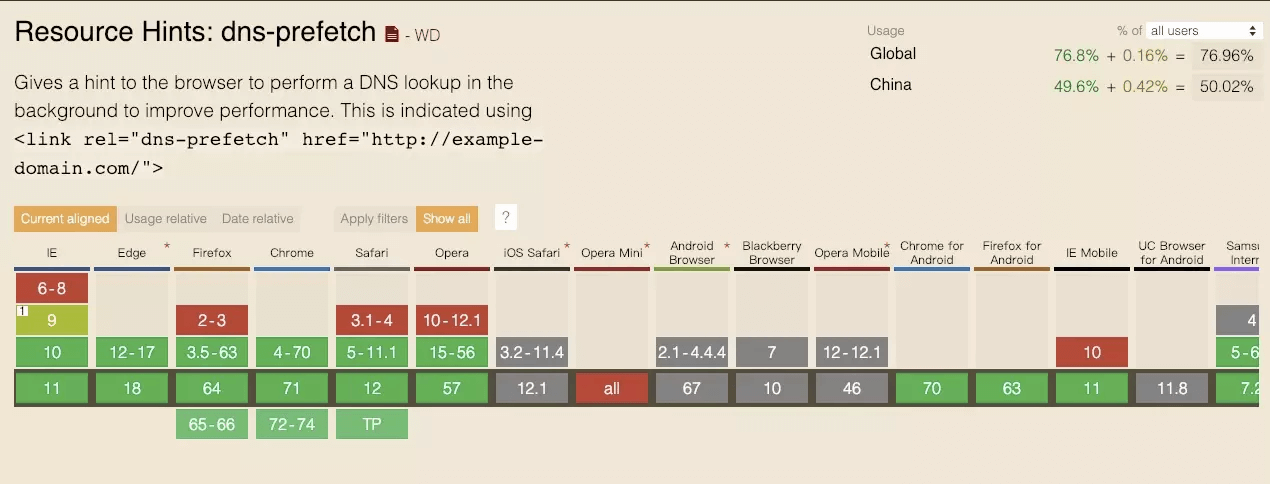 Resource Hints: dns-prefetch - WD
Usage % of all users
Global 76.8% + 0.16% = 76.96%
China 49.6% + 0.42% = 50.02%
Gives a hint to the browser to perform a DNS lookup in the
background to improve performance. This is indicated using
<link rel="dns-prefetch" href="http://example-
domain.com/">
Current aligned Usage relative Date relative Apply filters Show all ?
IE Edge * Firefox Chrome Safari Opera iOS Safari * Opera Mini * Android Browser * Blackberry Browser Opera Mobile * Chrome for Android Firefox for Android IE Mobile UC Browser for Android
6-8
1 9 2-3 3.1-4 10-12.1 4
10 12-17 3.5-63 4-70 5-11.1 15-56 3.2-11.4 2.1-4.4.4 7 12-12.1 10 5-6
11 18 64 71 12 57 12.1 all 67 10 46 70 63 11 11.8 7.2
65-66 72-74 TP